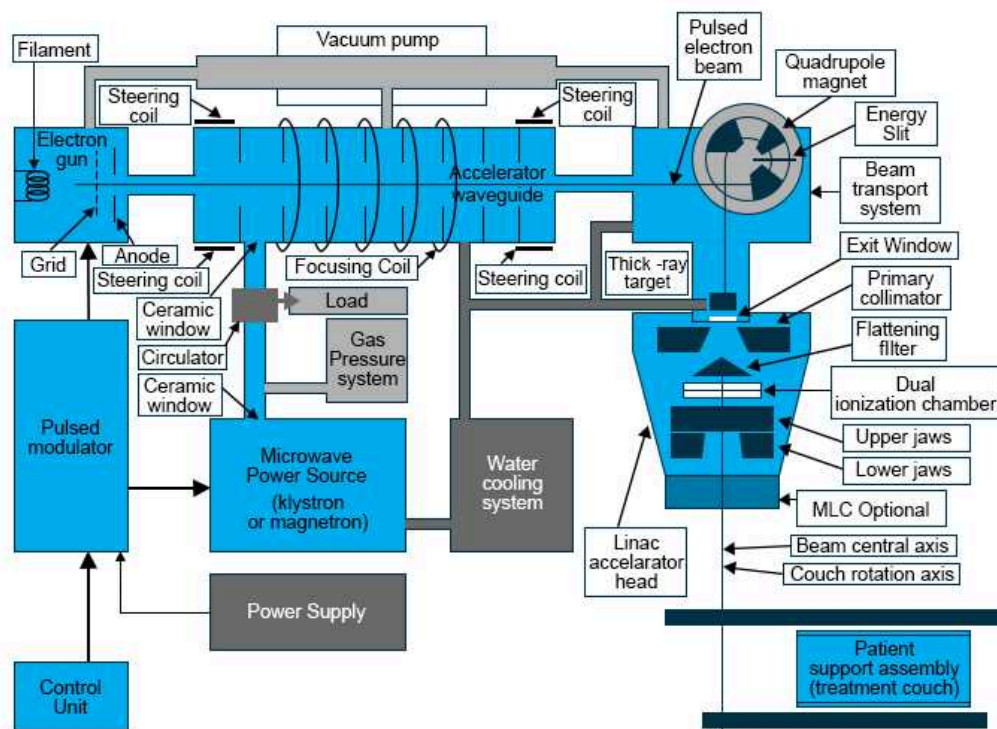 Filament
Vacuum pump
Pulsed
electron
beam
Quadrupole
magnet
Steering
coil
Steering
coil
Energy
Slit
Electron
gun
Accelerator
waveguide
Beam
transport
system
Grid
Anode
Steering coil
Focusing Coil
Steering coil
Thick -ray
target
Exit Window
Primary
collimator
Ceramic
window
Load
Circulator
Gas
Pressure
system
Flattening
fIlter
Ceramic
window
Dual
ionization chamber
Pulsed
modulator
Microwave
Power Source
(klystron
or magnetron)
Water
cooling
system
Upper jaws
Lower jaws
MLC Optional
Linac
accelarator
head
Beam central axis
Couch rotation axis
Power Supply
Control
Unit
Patient
support assembly
(treatment couch)